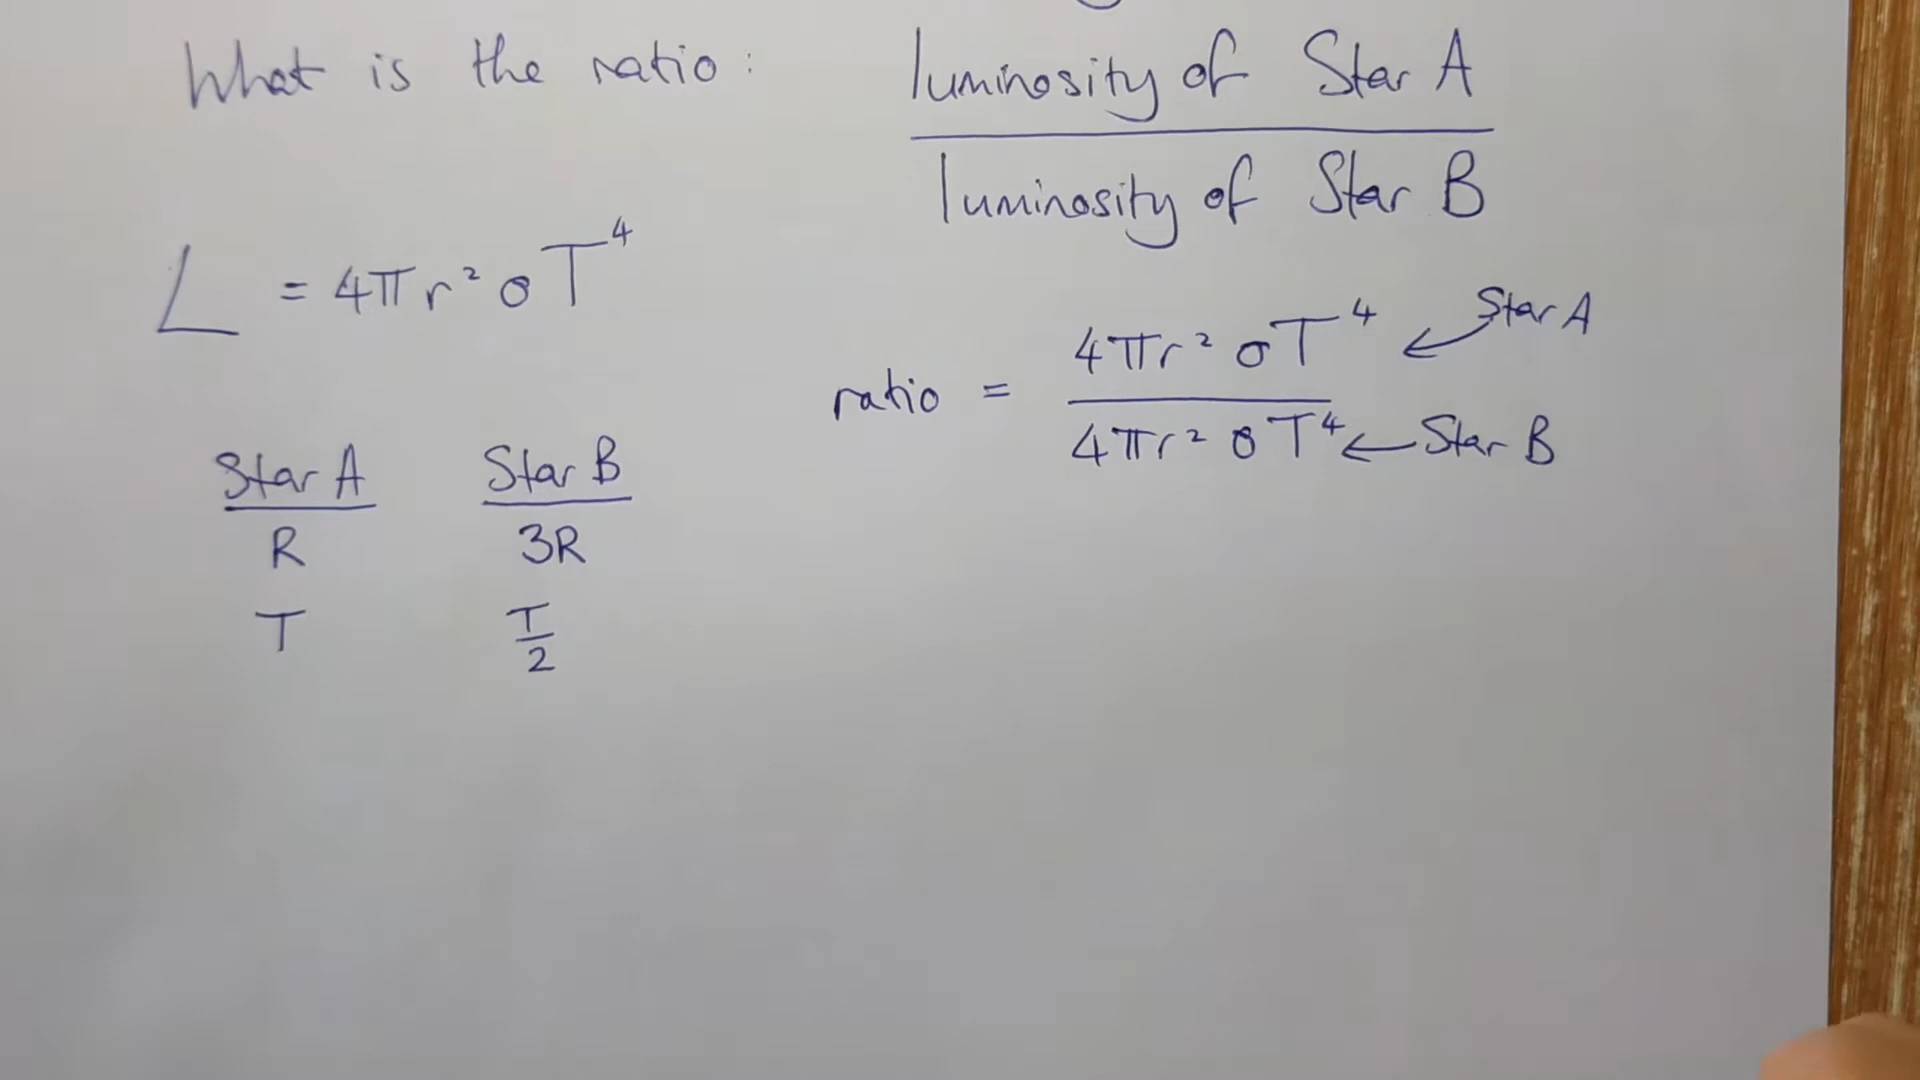 What is the ratio :
luminosity of Star A
luminosity of Star B
L = 4πr²σT⁴
ratio = 4πr²σT⁴ ← Star A
4πr²σT⁴ ← Star B
Star A Star B
R 3R
T T/2